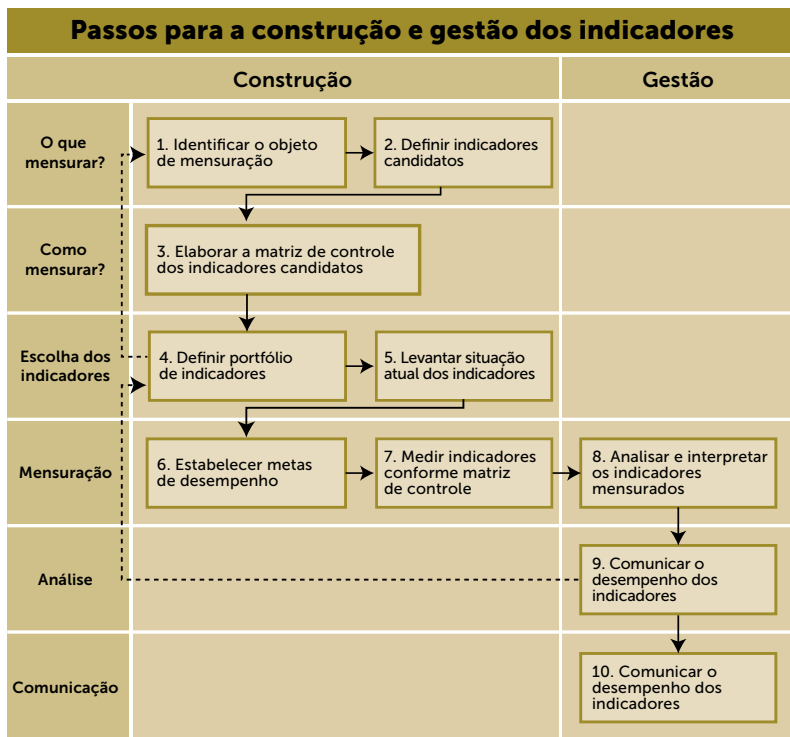 Passos para a construção e gestão dos indicadores
Construção
Gestão
O que
mensurar?
1. Identificar o objeto
de mensuração
2. Definir indicadores
candidatos
Como
mensurar?
3. Elaborar a matriz de controle
dos indicadores candidatos
Escolha dos
indicadores
4. Definir portfólio
de indicadores
5. Levantar situação
atual dos indicadores
Mensuração
6. Estabelecer metas
de desempenho
7. Medir indicadores
conforme matriz
de controle
8. Analisar e interpretar
os indicadores
mensurados
Análise
9. Comunicar o
desempenho dos
indicadores
Comunicação
10. Comunicar o
desempenho dos
indicadores